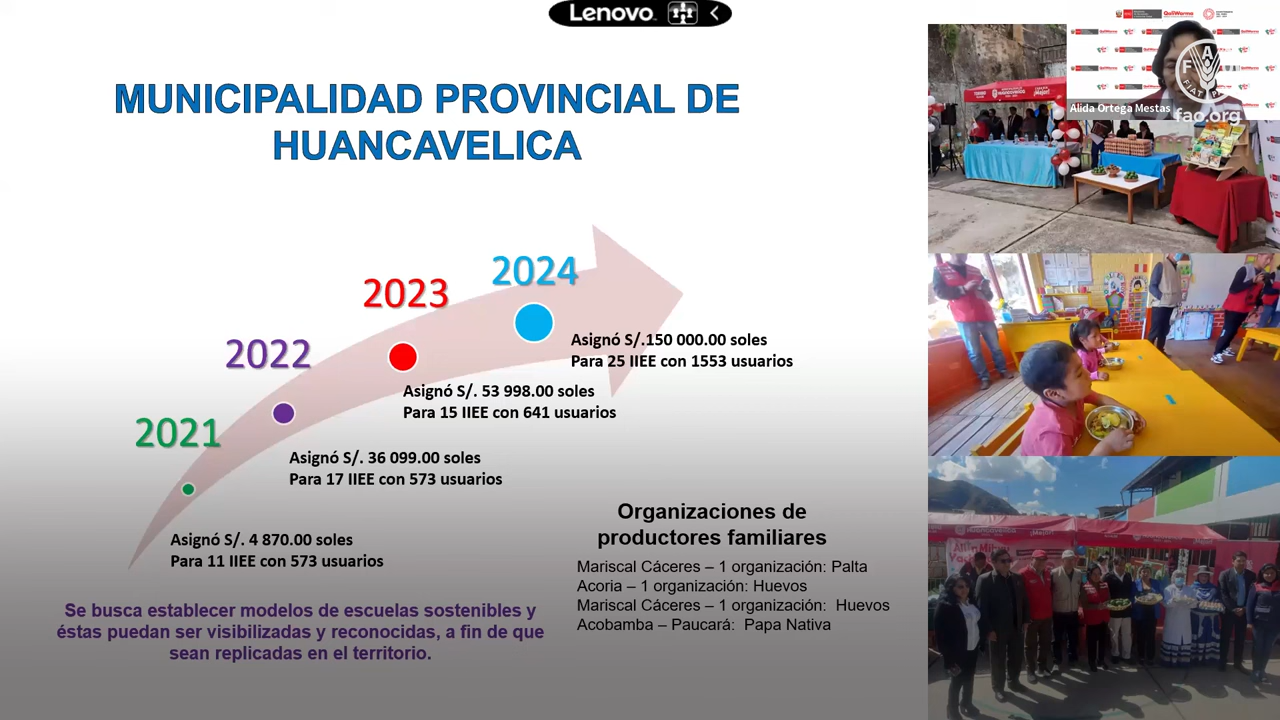 Lenovo
MUNICIPALIDAD PROVINCIAL DE
HUANCAVELICA
2024
2023
2022
2021
Asignó S/.150 000.00 soles
Para 25 IIEE con 1553 usuarios
Asignó S/. 53 998.00 soles
Para 15 IIEE con 641 usuarios
Asignó S/. 36 099.00 soles
Para 17 IIEE con 573 usuarios
Asignó S/. 4 870.00 soles
Para 11 IIEE con 573 usuarios
Se busca establecer modelos de escuelas sostenibles y
éstas puedan ser visibilizadas y reconocidas, a fin de que
sean replicadas en el territorio.
Organizaciones de
productores familiares
Mariscal Cáceres – 1 organización: Palta
Acoria – 1 organización: Huevos
Mariscal Cáceres – 1 organización: Huevos
Acobamba – Paucará: Papa Nativa
QaliWarma
Alida Ortega Mestas
fao.org